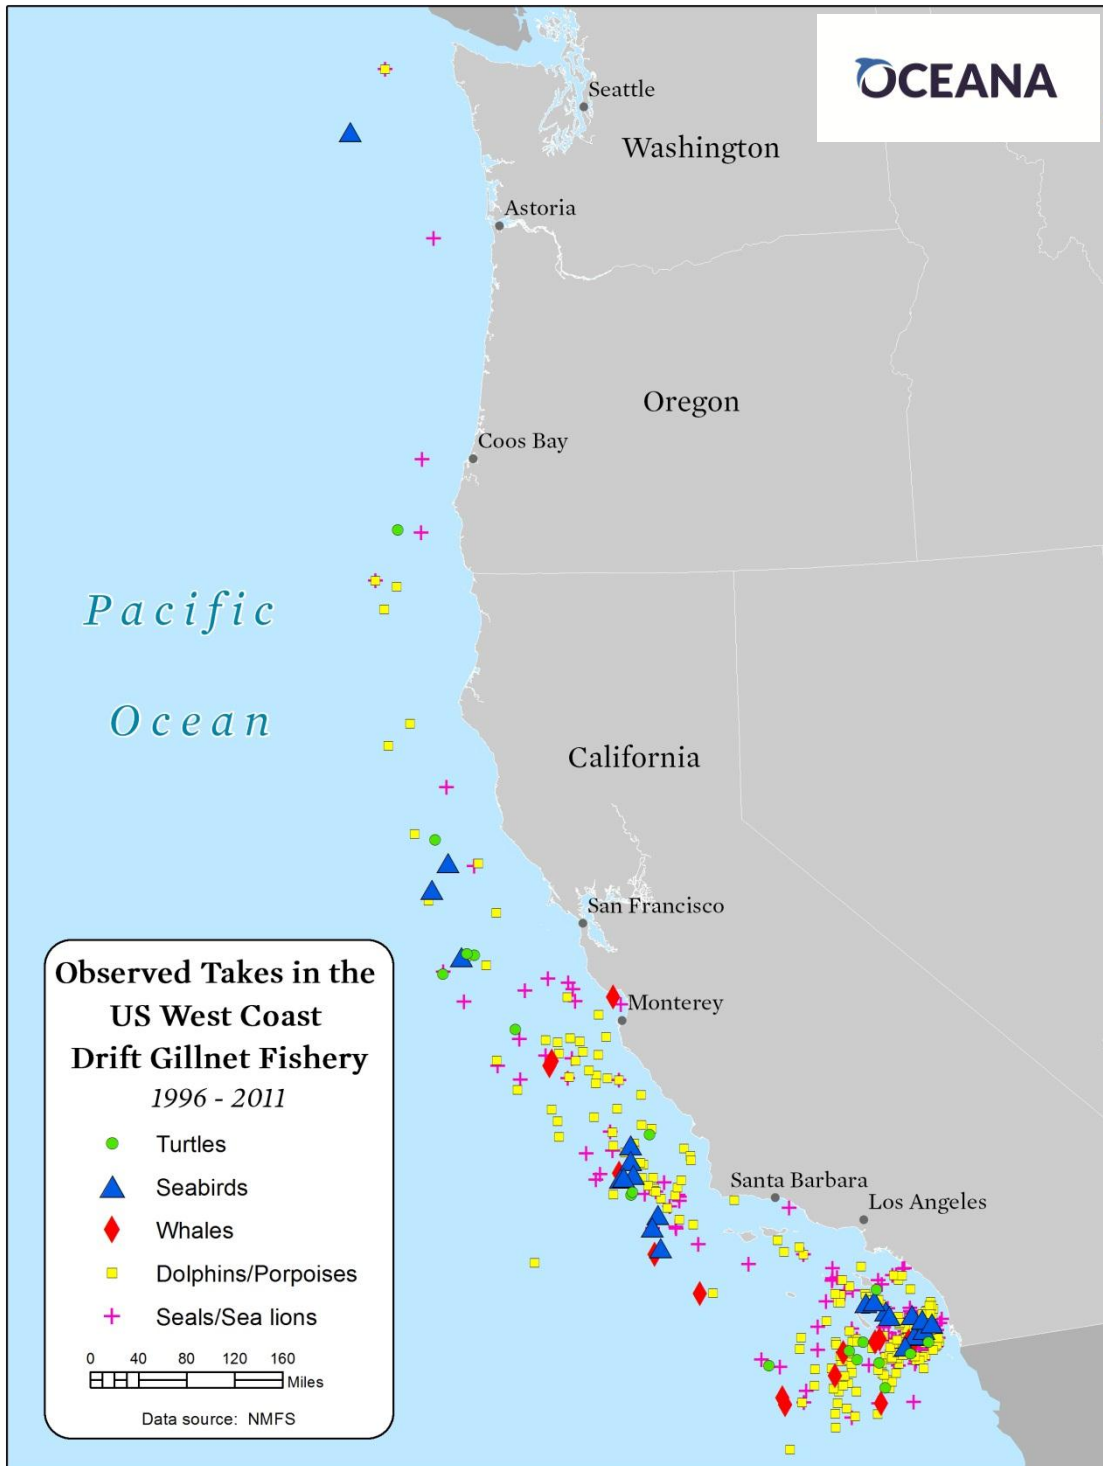 OCEANA
Seattle
Washington
Astoria
Oregon
Coos Bay
Pacific
Ocean
California
San Francisco
Monterey
Santa Barbara
Los Angeles
Observed Takes in the
US West Coast
Drift Gillnet Fishery
1996 - 2011
Turtles
Seabirds
Whales
Dolphins/Porpoises
Seals/Sea lions
0 40 80 120 160
Miles
Data source: NMFS